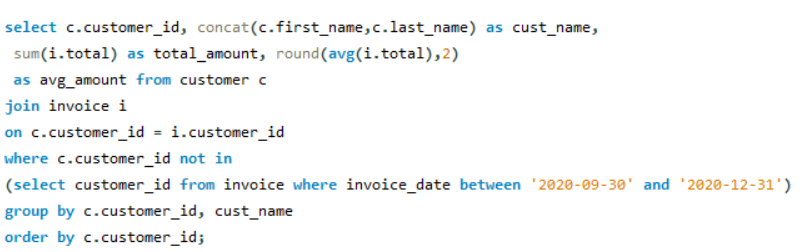 select c.customer_id, concat(c.first_name,c.last_name) as cust_name,
sum(i.total) as total_amount, round(avg(i.total),2)
as avg_amount from customer c
join invoice i
on c.customer_id = i.customer_id
where c.customer_id not in
(select customer_id from invoice where invoice_date between '2020-09-30' and '2020-12-31')
group by c.customer_id, cust_name
order by c.customer_id;